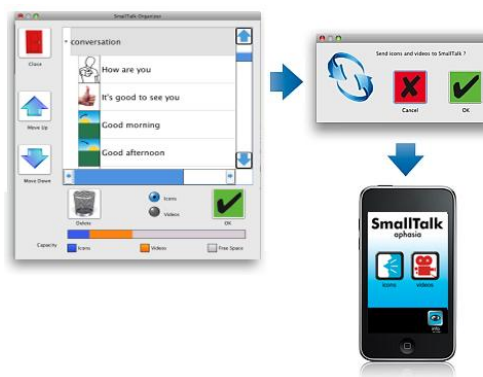 SmallTalk Organizer
conversation
Close
How are you
It's good to see you
Move Up
Good morning
Good afternoon
Move Down
Icons
Videos
Delete
OK
Capacity
Icons
Videos
Free Space
Send icons and videos to SmallTalk ?
Cancel
OK
SmallTalk
aphasia
icons
videos
info